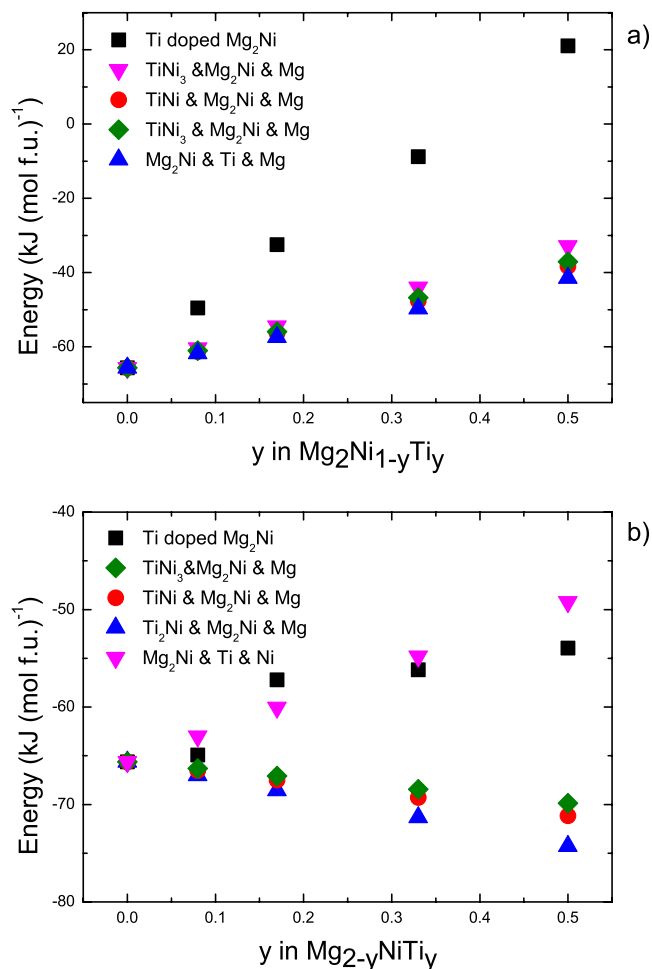 a)
Ti doped Mg₂Ni
TiNi₃ &Mg₂Ni & Mg
TiNi & Mg₂Ni & Mg
TiNi₃ & Mg₂Ni & Mg
Mg₂Ni & Ti & Mg
20
0
-20
-40
-60
Energy (kJ (mol f.u.)⁻¹)
0.0 0.1 0.2 0.3 0.4 0.5
y in Mg₂Ni₁₋yTiy
b)
Ti doped Mg₂Ni
TiNi₃&Mg₂Ni & Mg
TiNi & Mg₂Ni & Mg
Ti₂Ni & Mg₂Ni & Mg
Mg₂Ni & Ti & Ni
-40
-50
-60
-70
-80
Energy (kJ (mol f.u.)⁻¹)
0.0 0.1 0.2 0.3 0.4 0.5
y in Mg₂₋yNiTiy